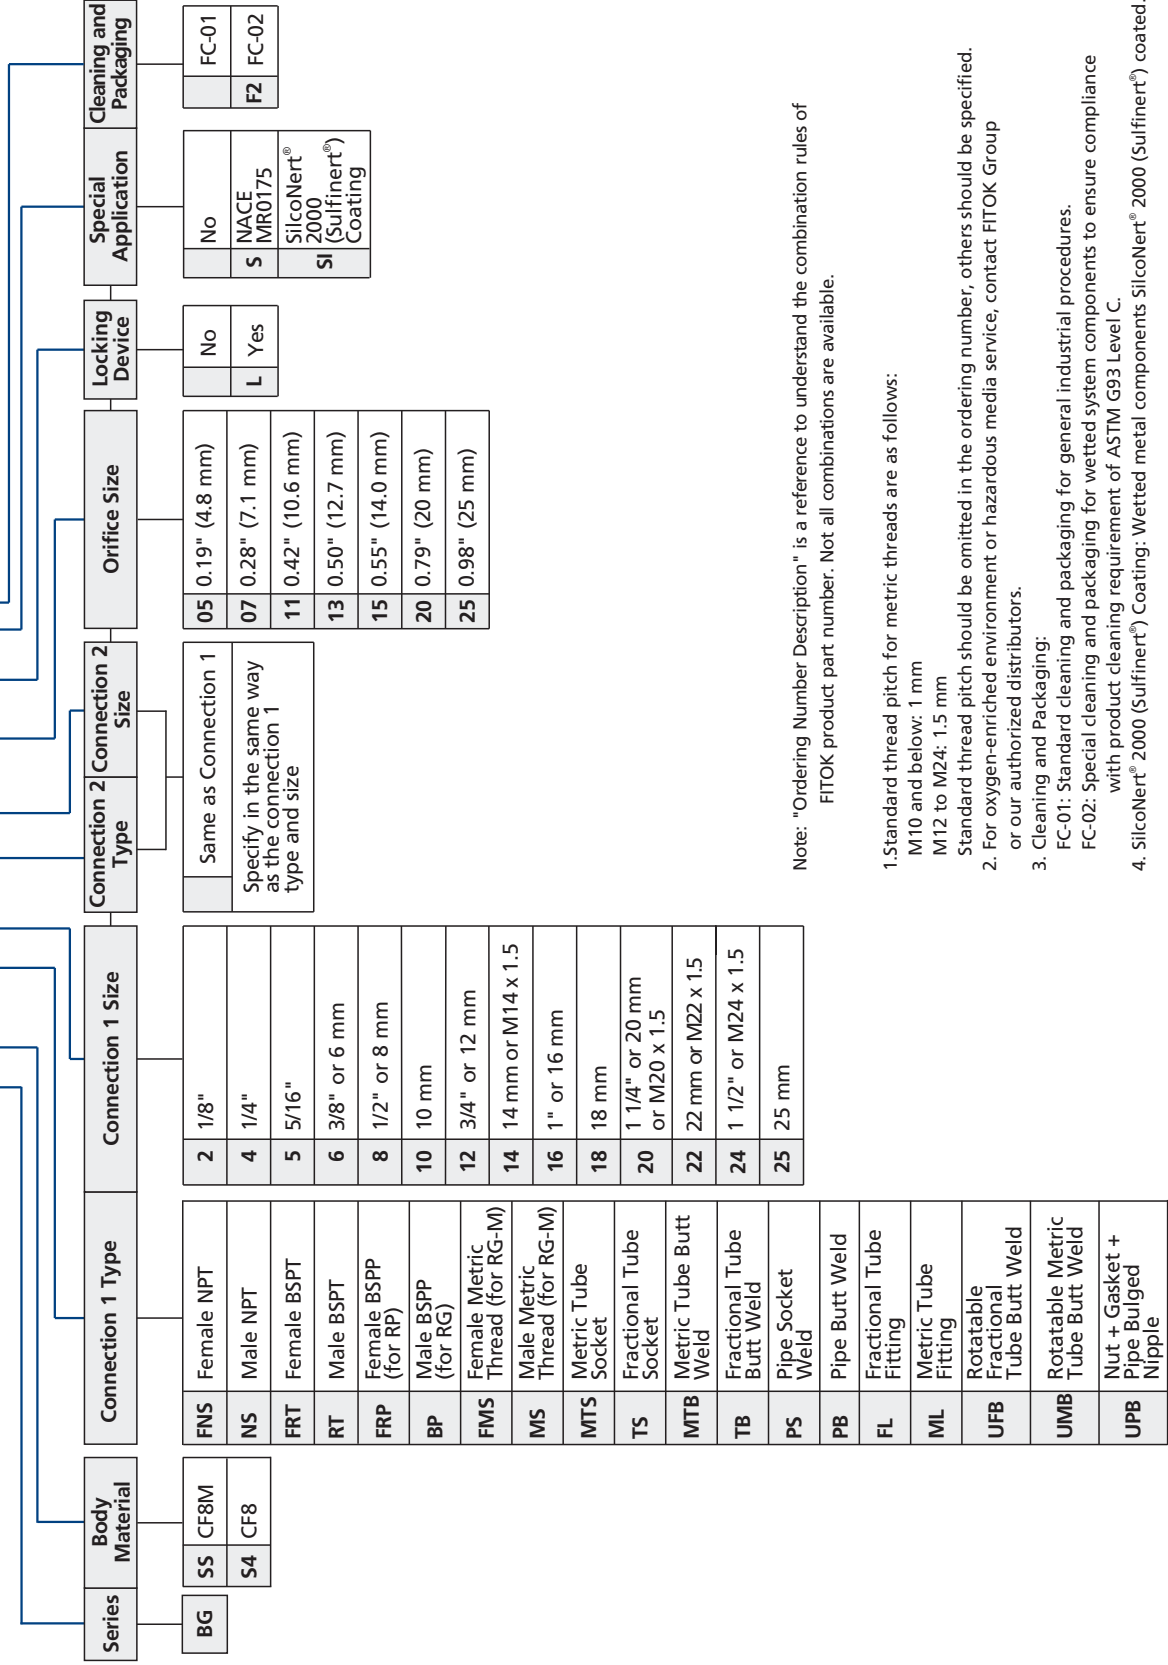 Series
BG
Body
Material
SS CF8M
S4 CF8
Connection 1 Type
FNS Female NPT
NS Male NPT
FRT Female BSPT
RT Male BSPT
FRP Female BSPP
(for RP)
BP Male BSPP
(for RG)
FMS Female Metric
Thread (for RG-M)
MS Male Metric
Thread (for RG-M)
MTS Metric Tube
Socket
TS Fractional Tube
Socket
MTB Metric Tube Butt
Weld
TB Fractional Tube
Butt Weld
PS Pipe Socket
Weld
PB Pipe Butt Weld
FL Fractional Tube
Fitting
ML Metric Tube
Fitting
UFB Rotatable
Fractional
Tube Butt Weld
UMB Rotatable Metric
Tube Butt Weld
UPB Nut + Gasket +
Pipe Bulged
Nipple
Connection 1 Size
2 1/8"
4 1/4"
5 5/16"
6 3/8" or 6 mm
8 1/2" or 8 mm
10 10 mm
12 3/4" or 12 mm
14 14 mm or M14 x 1.5
16 1" or 16 mm
18 18 mm
20 1 1/4" or 20 mm
or M20 x 1.5
22 22 mm or M22 x 1.5
24 1 1/2" or M24 x 1.5
25 25 mm
Connection 2
Type
Connection 2
Size
Same as Connection 1
Specify in the same way
as the connection 1
type and size
Orifice Size
05 0.19" (4.8 mm)
07 0.28" (7.1 mm)
11 0.42" (10.6 mm)
13 0.50" (12.7 mm)
15 0.55" (14.0 mm)
20 0.79" (20 mm)
25 0.98" (25 mm)
Locking
Device
No
L Yes
Special
Application
No
S NACE
MR0175
SI SilcoNert®
2000
(Sulfinert®)
Coating
Cleaning and
Packaging
FC-01
F2 FC-02
Note: "Ordering Number Description" is a reference to understand the combination rules of
FITOK product part number. Not all combinations are available.
1.Standard thread pitch for metric threads are as follows:
M10 and below: 1 mm
M12 to M24: 1.5 mm
Standard thread pitch should be omitted in the ordering number, others should be specified.
2. For oxygen-enriched environment or hazardous media service, contact FITOK Group
or our authorized distributors.
3. Cleaning and Packaging:
FC-01: Standard cleaning and packaging for general industrial procedures.
FC-02: Special cleaning and packaging for wetted system components to ensure compliance
with product cleaning requirement of ASTM G93 Level C.
4. SilcoNert® 2000 (Sulfinert®) Coating: Wetted metal components SilcoNert® 2000 (Sulfinert®) coated.